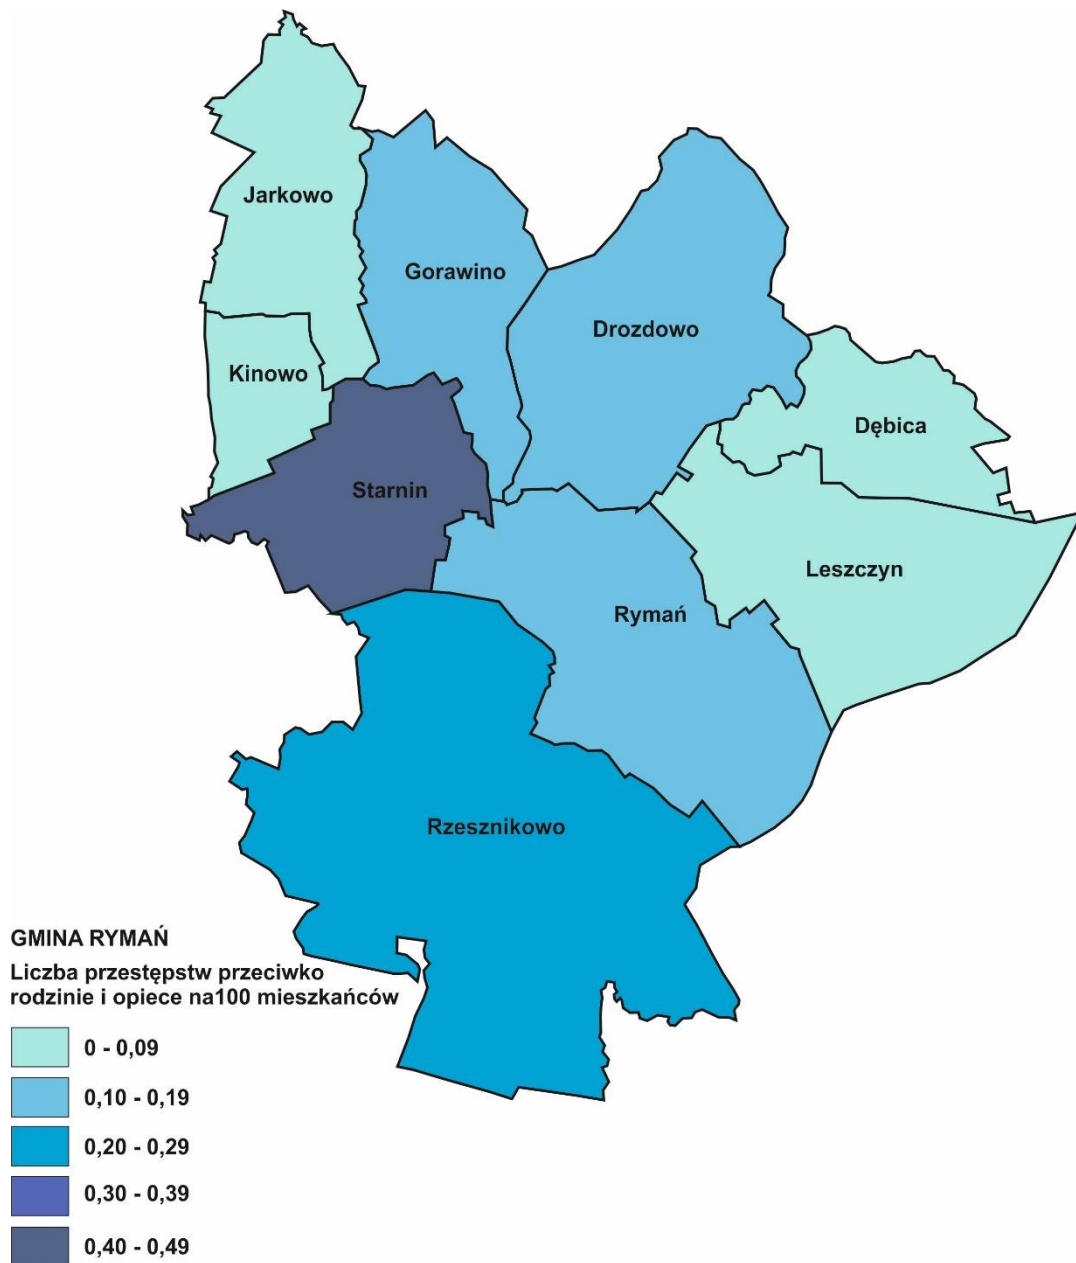 Jarkowo
Gorawino
Drozdowo
Kinowo
Dębica
Starnin
Leszczyn
Rymań
Rzesznikowo
GMINA RYMAŃ
Liczba przestępstw przeciwko
rodzinie i opiece na100 mieszkańców
0 - 0,09
0,10 - 0,19
0,20 - 0,29
0,30 - 0,39
0,40 - 0,49